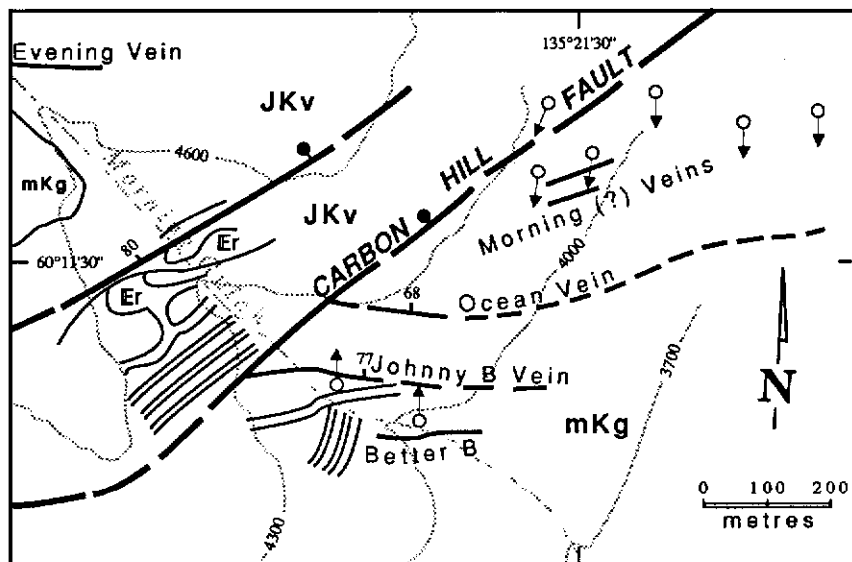 135°21'30"
Evening Vein
CARBON HILL FAULT
JKv
4600
mKg
JKv
Morning (?) Veins
80
Er
60°11'30"
4000
68
Ocean Vein
Er
77
Johnny B Vein
3700
N
mKg
Better B
0 100 200
metres
4300